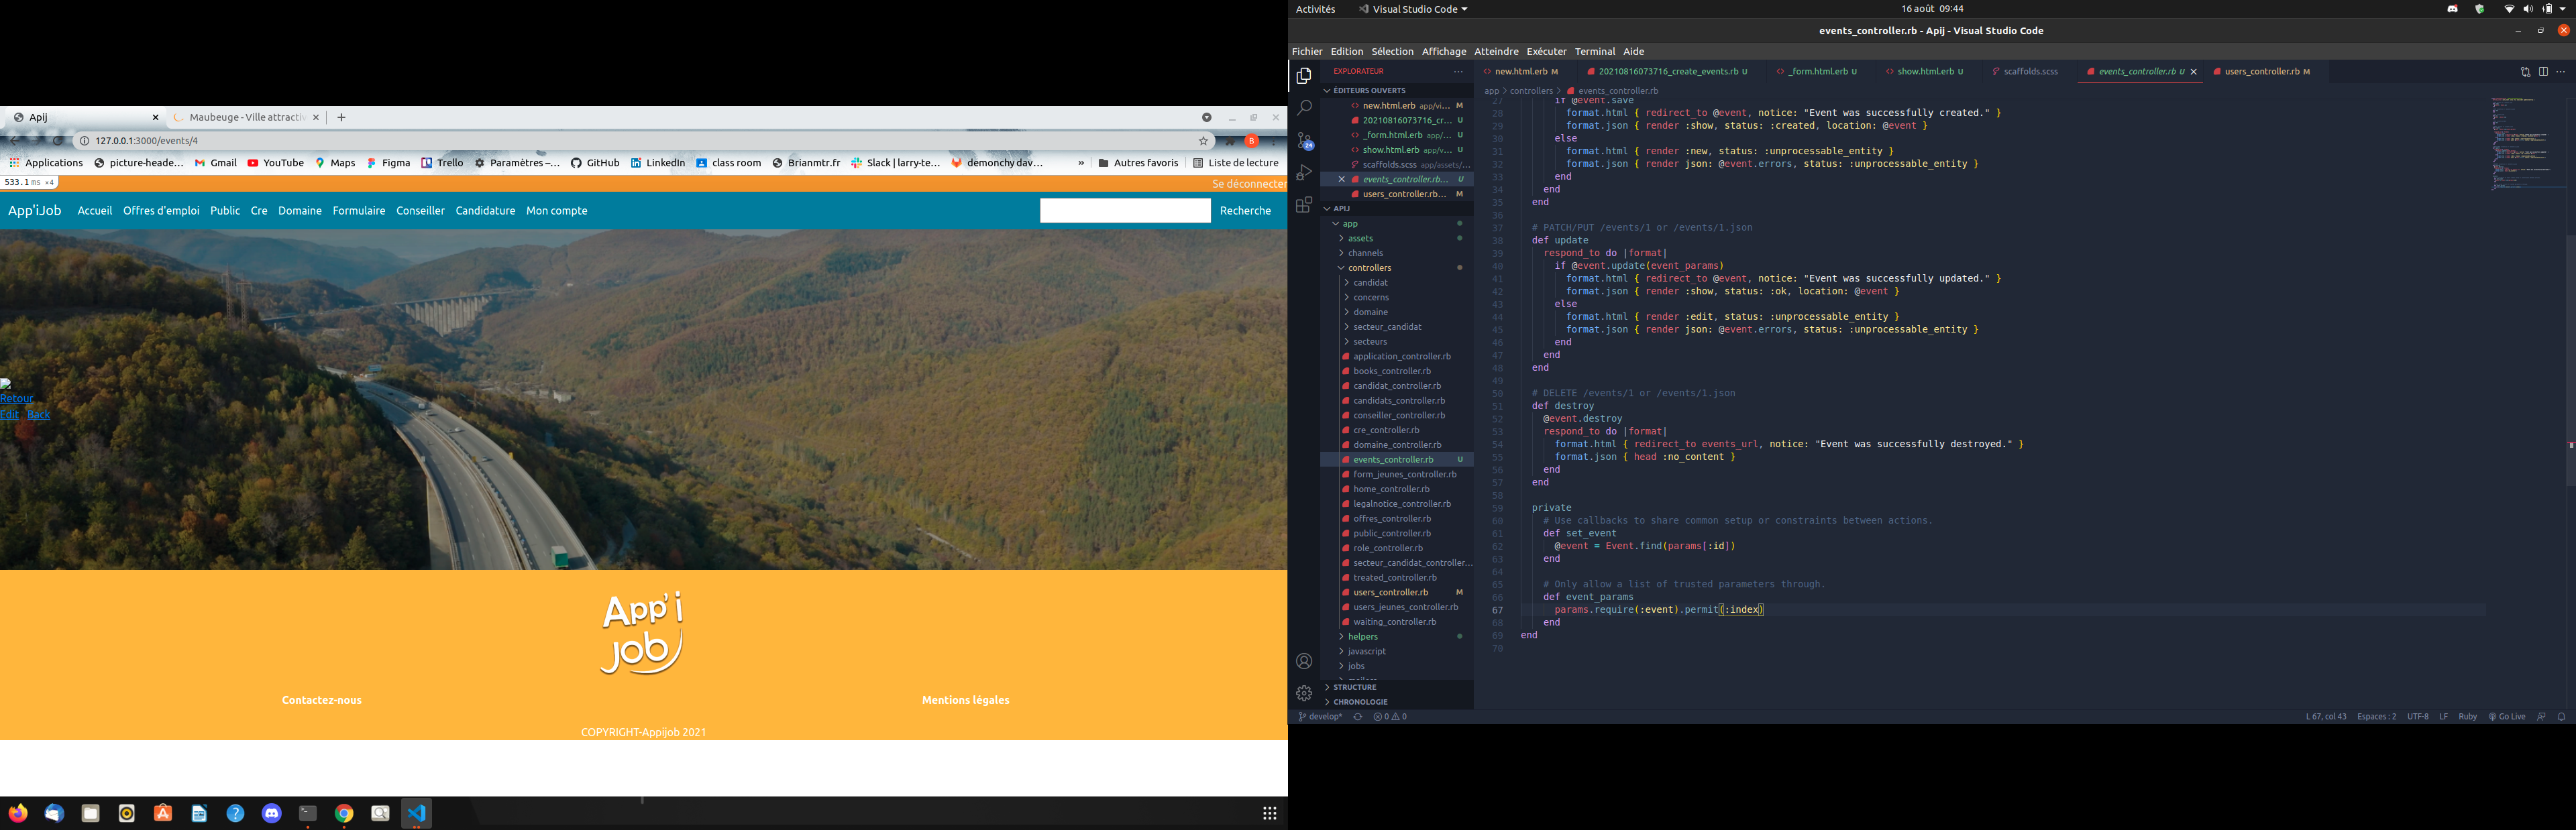 Activités
Visual Studio Code
16 août 09:44
events_controller.rb - Apij - Visual Studio Code
Fichier Edition Sélection Affichage Atteindre Exécuter Terminal Aide
EXPLORATEUR
ÉDITEURS OUVERTS
new.html.erb app/vi... M
20210816073716_cr... U
_form.html.erb app/... U
show.html.erb app/v... U
scaffolds.scss app/assets/...
events_controller.rb... U
users_controller.rb... M
APIJ
app
assets
channels
controllers
candidat
concerns
domaine
secteur_candidat
secteurs
application_controller.rb
books_controller.rb
candidat_controller.rb
candidats_controller.rb
conseiller_controller.rb
cre_controller.rb
domaine_controller.rb
events_controller.rb U
form_jeunes_controller.rb
home_controller.rb
legalnotice_controller.rb
offres_controller.rb
public_controller.rb
role_controller.rb
secteur_candidat_controller...
treated_controller.rb
users_controller.rb M
users_jeunes_controller.rb
waiting_controller.rb
helpers
javascript
jobs
STRUCTURE
CHRONOLOGIE
24
new.html.erb M
20210816073716_create_events.rb U
_form.html.erb U
show.html.erb U
scaffolds.scss
events_controller.rb U
users_controller.rb M
app > controllers > events_controller.rb
27 if @event.save
28 format.html { redirect_to @event, notice: "Event was successfully created." }
29 format.json { render :show, status: :created, location: @event }
30 else
31 format.html { render :new, status: :unprocessable_entity }
32 format.json { render json: @event.errors, status: :unprocessable_entity }
33 end
34 end
35 end
36
37 # PATCH/PUT /events/1 or /events/1.json
38 def update
39 respond_to do |format|
40 if @event.update(event_params)
41 format.html { redirect_to @event, notice: "Event was successfully updated." }
42 format.json { render :show, status: :ok, location: @event }
43 else
44 format.html { render :edit, status: :unprocessable_entity }
45 format.json { render json: @event.errors, status: :unprocessable_entity }
46 end
47 end
48 end
49
50 # DELETE /events/1 or /events/1.json
51 def destroy
52 @event.destroy
53 respond_to do |format|
54 format.html { redirect_to events_url, notice: "Event was successfully destroyed." }
55 format.json { head :no_content }
56 end
57 end
58
59 private
60 # Use callbacks to share common setup or constraints between actions.
61 def set_event
62 @event = Event.find(params[:id])
63 end
64
65 # Only allow a list of trusted parameters through.
66 def event_params
67 params.require(:event).permit(:index)
68 end
69 end
70
develop*
0 0
L 67, col 43
Espaces : 2
UTF-8
LF
Ruby
Go Live
Apij
Maubeuge - Ville attractiv
127.0.0.1:3000/events/4
B
Applications
picture-heade...
Gmail
YouTube
Maps
Figma
Trello
Paramètres –...
GitHub
LinkedIn
class room
Brianmtr.fr
Slack | larry-te...
demonchy dav...
»
Autres favoris
Liste de lecture
533.1 ms ×4
Se déconnecter
App'iJob Accueil Offres d'emploi Public Cre Domaine Formulaire Conseiller Candidature Mon compte
Recherche
Retour
Edit Back
App'i
job
Contactez-nous
Mentions légales
COPYRIGHT-Appijob 2021